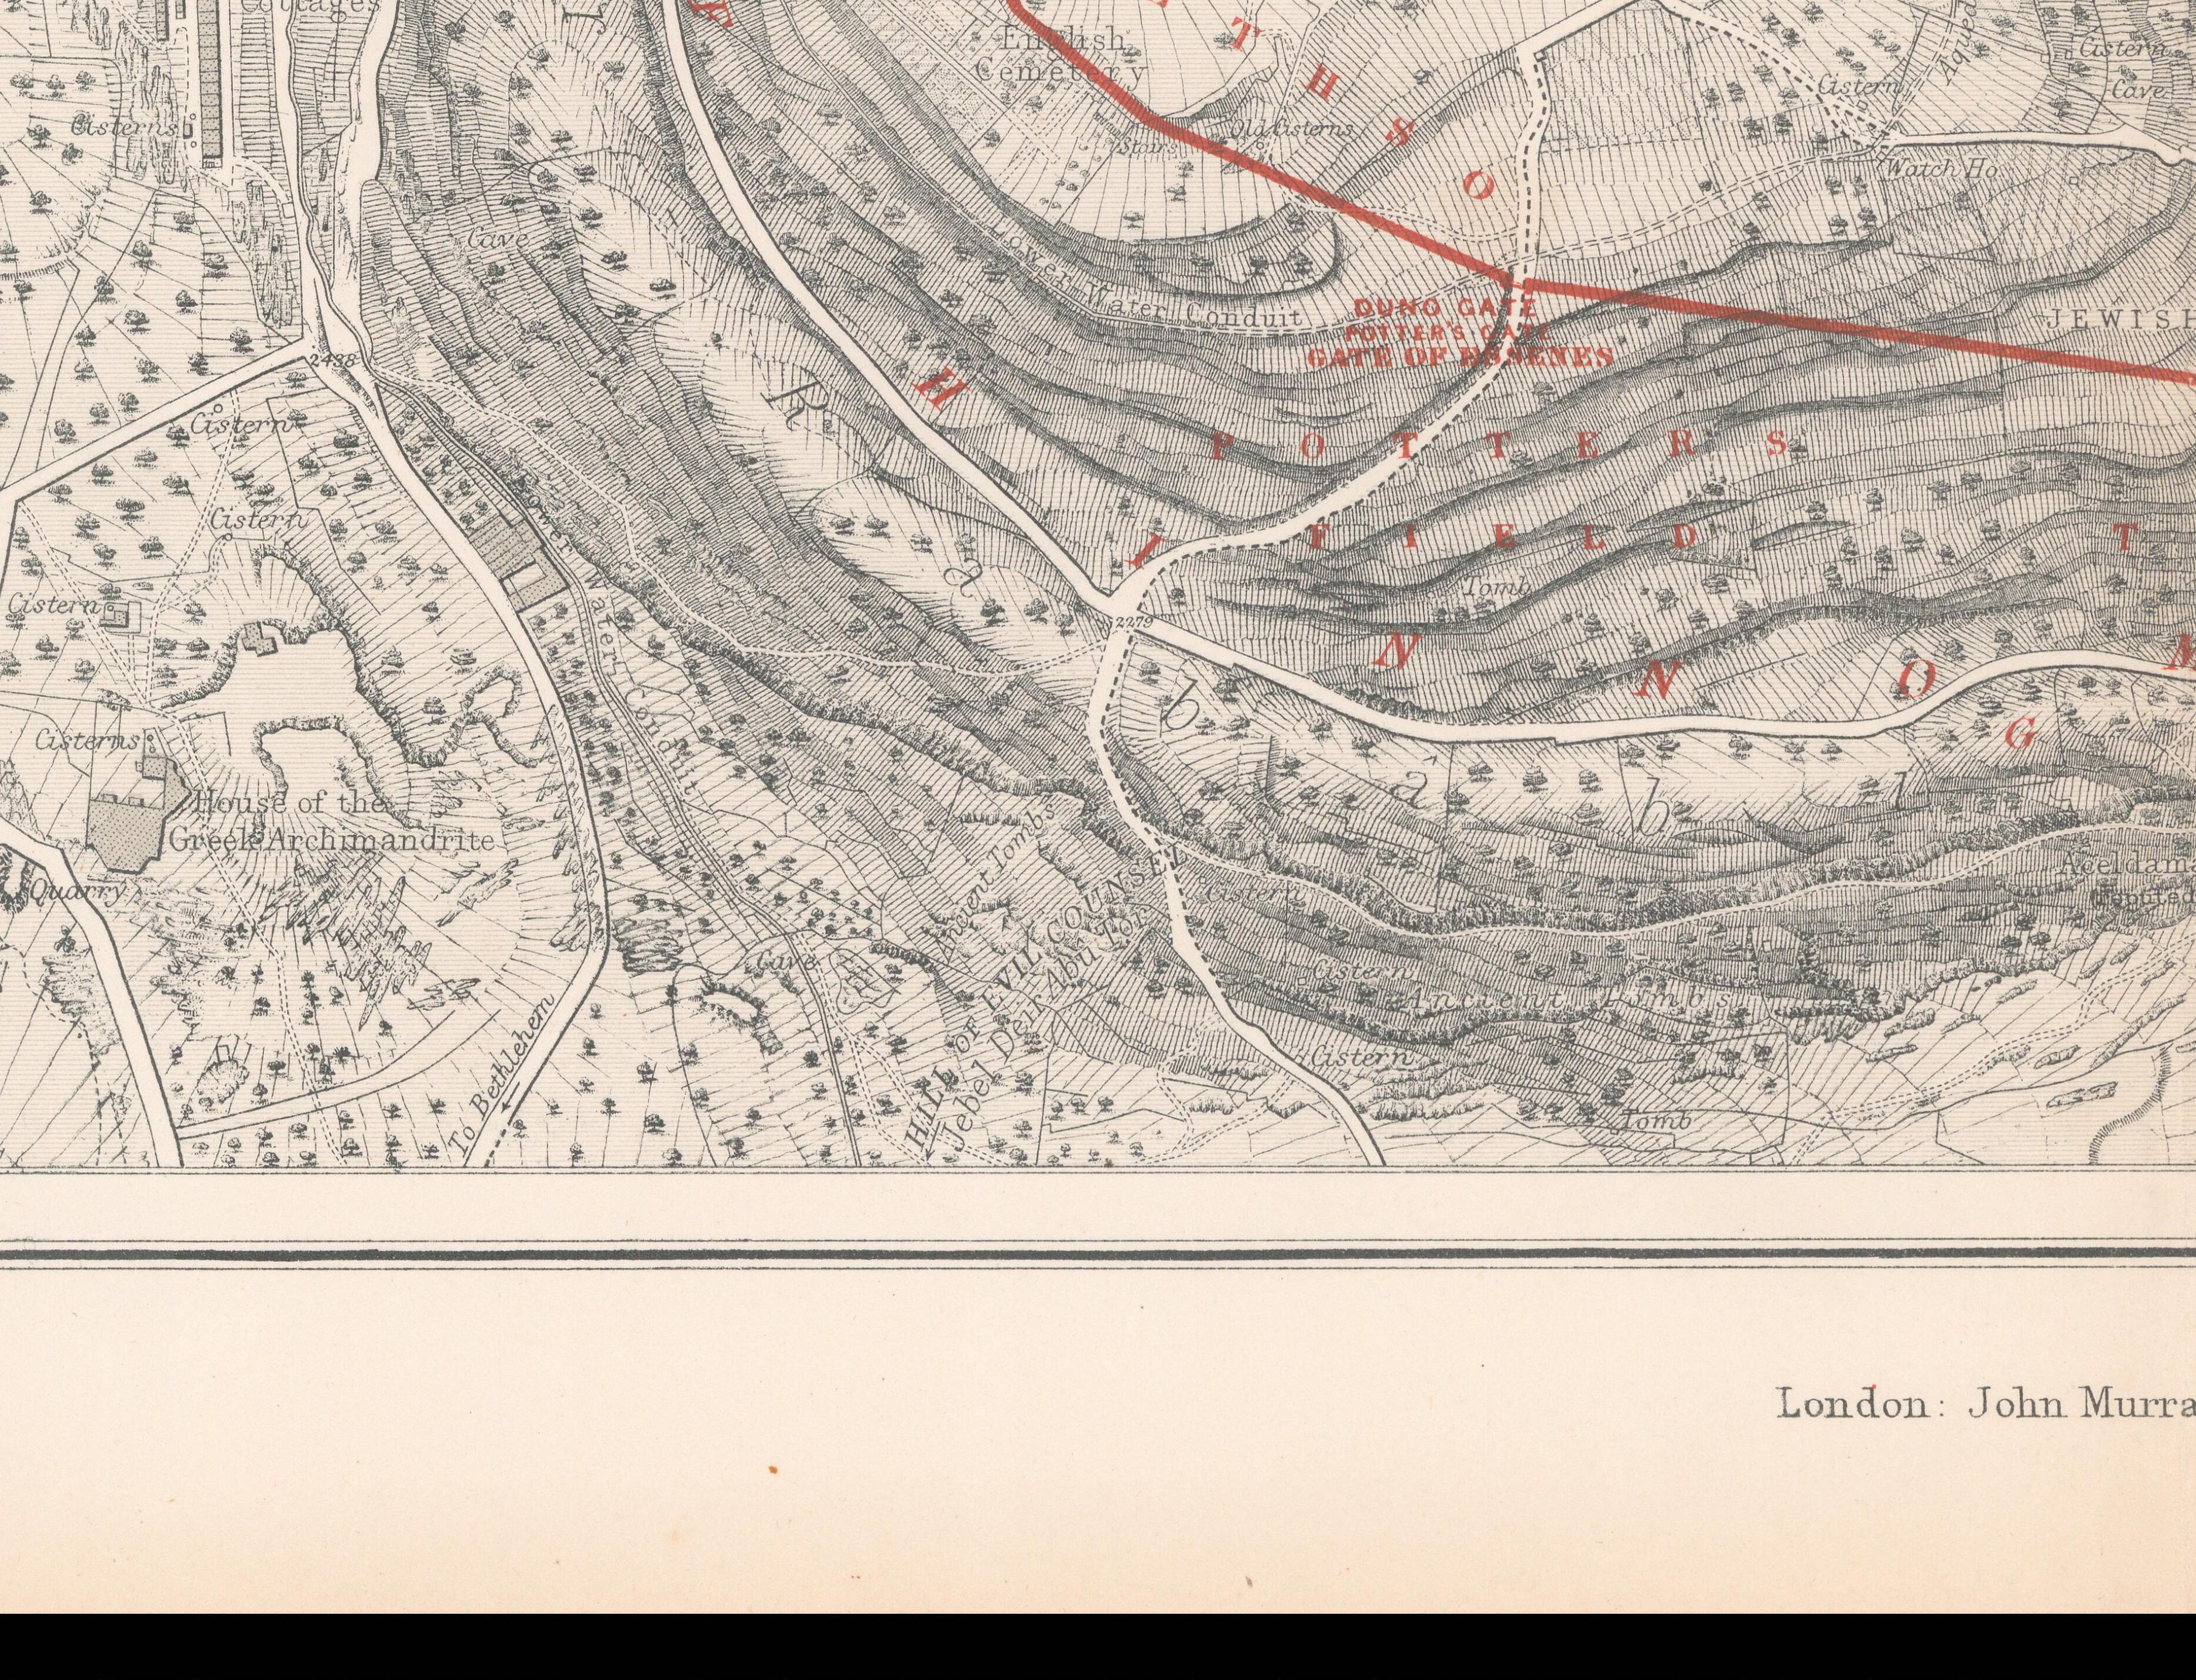 Cottages
English
Cemetery
T H S O
Cisterns
Old Cisterns
Stairs
Cistern
Aqued
Cistern
Cave
Watch Ho.
Cave
Lower Water Conduit
DUNG GATE
POTTER'S GATE
GATE OF ESSENES
JEWISH
2438
Cistern
POTTERS
FIELD
Cistern
Lower Water Conduit
Tomb
Cistern
2279
H I N N O M
T
G
R a b â b l
Cisterns
House of the
Greek Archimandrite
Quarry
Ancient Tombs
Cistern
Aceldama
(reputed
Cave
HILL OF EVIL COUNSEL
Jebel Deir Abu Tor
Cistern
Ancient Tombs
Cistern
Tomb
To Bethlehem
London: John Murra